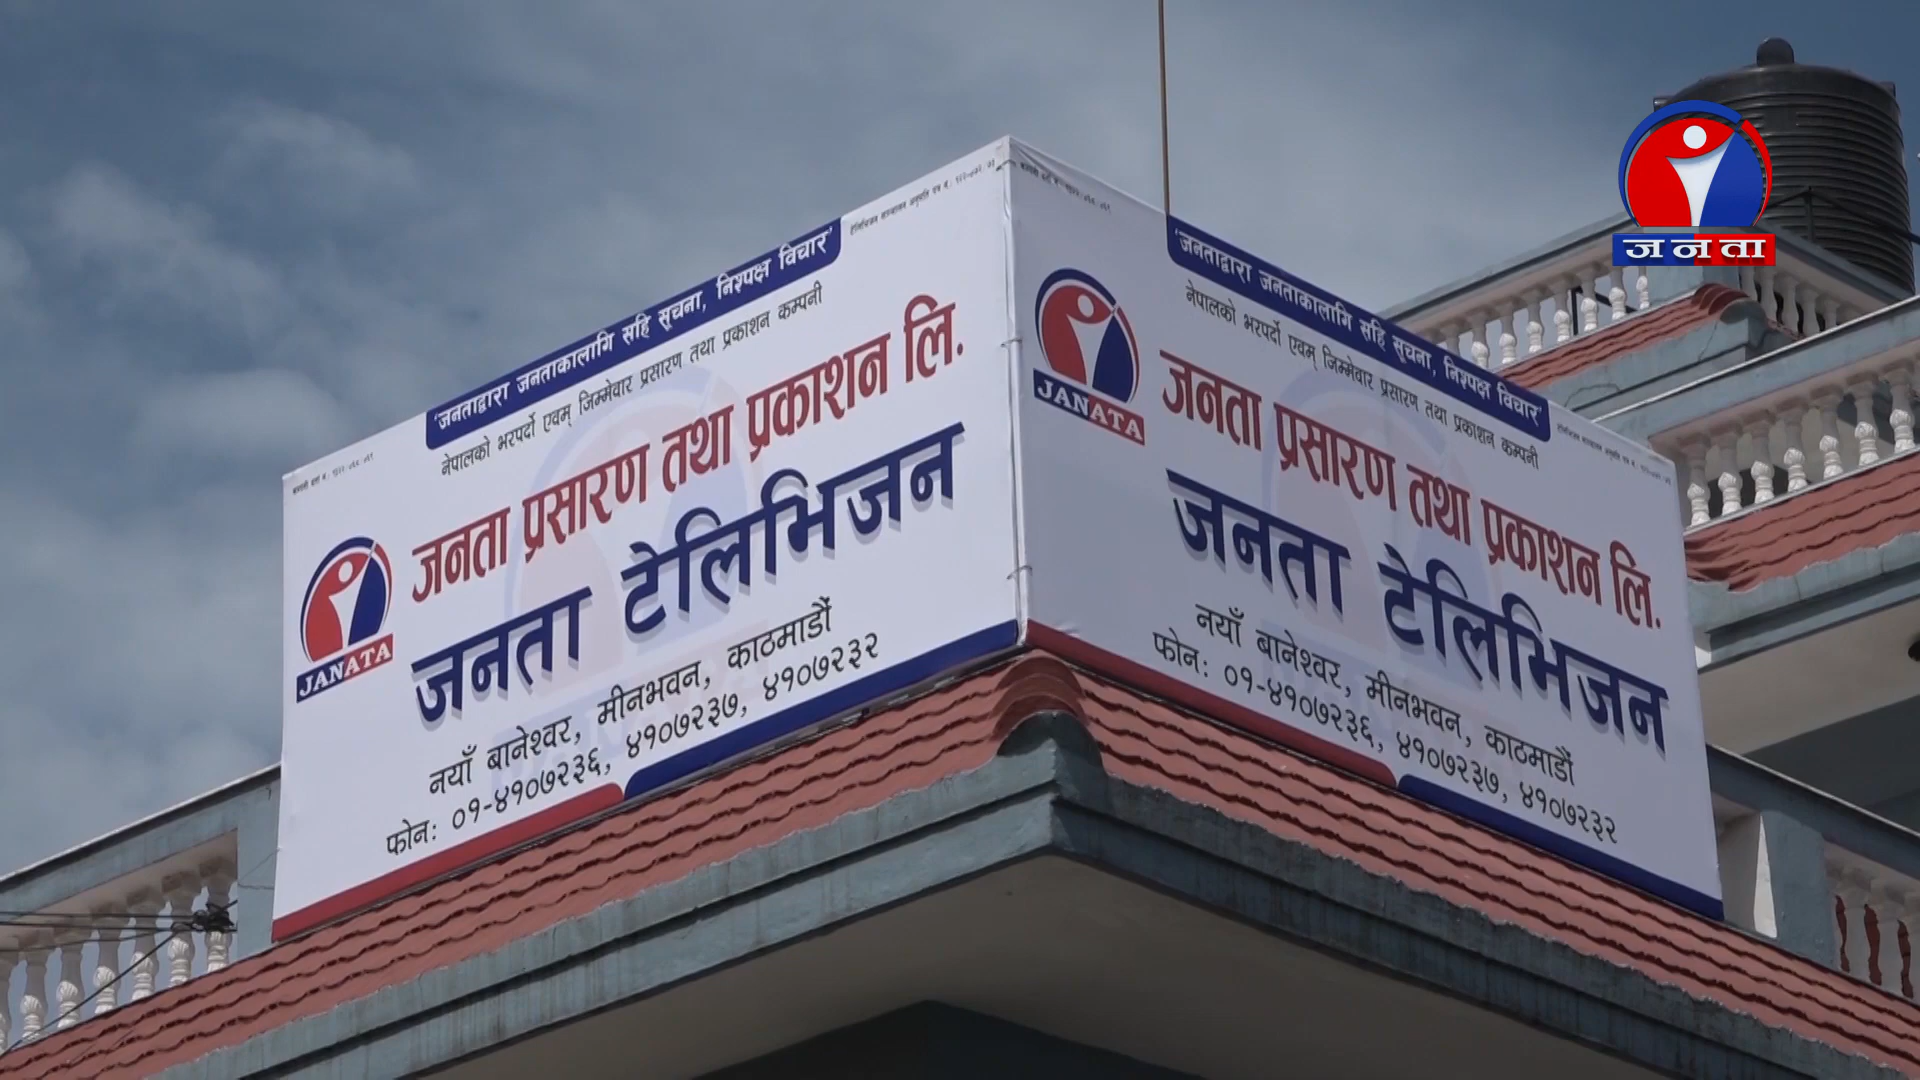 'जनताद्वारा जनताकालागि सहि सूचना, निश्पक्ष विचार'
नेपालको भरपर्दो एवम् जिम्मेवार प्रसारण तथा प्रकाशन कम्पनी
जनता प्रसारण तथा प्रकाशन लि.
जनता टेलिभिजन
JANATA
नयाँ बानेश्वर, मीनभवन, काठमाडौं
फोन: ०१-४१०७२३६, ४१०७२३७, ४१०७२३२
'जनताद्वारा जनताकालागि सहि सूचना, निश्पक्ष विचार'
नेपालको भरपर्दो एवम् जिम्मेवार प्रसारण तथा प्रकाशन कम्पनी
जनता प्रसारण तथा प्रकाशन लि.
JANATA
जनता टेलिभिजन
नयाँ बानेश्वर, मीनभवन, काठमाडौं
फोन: ०१-४१०७२३६, ४१०७२३७, ४१०७२३२
जनता